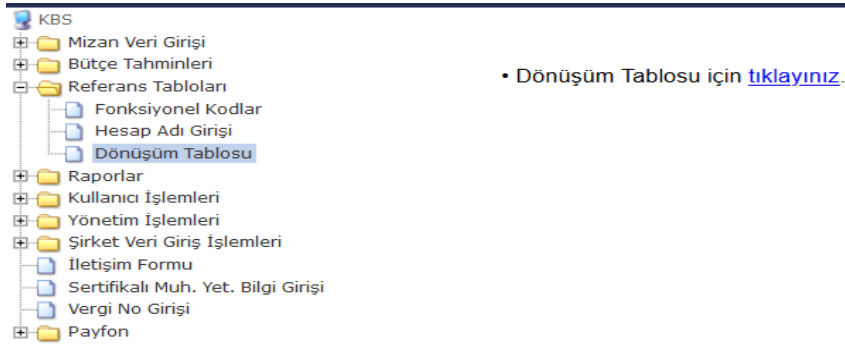 KBS
Mizan Veri Girişi
Bütçe Tahminleri
Referans Tabloları
Fonksiyonel Kodlar
Hesap Adı Girişi
Dönüşüm Tablosu
Raporlar
Kullanıcı İşlemleri
Yönetim İşlemleri
Şirket Veri Giriş İşlemleri
İletişim Formu
Sertifikalı Muh. Yet. Bilgi Girişi
Vergi No Girişi
Payfon
• Dönüşüm Tablosu için tıklayınız.